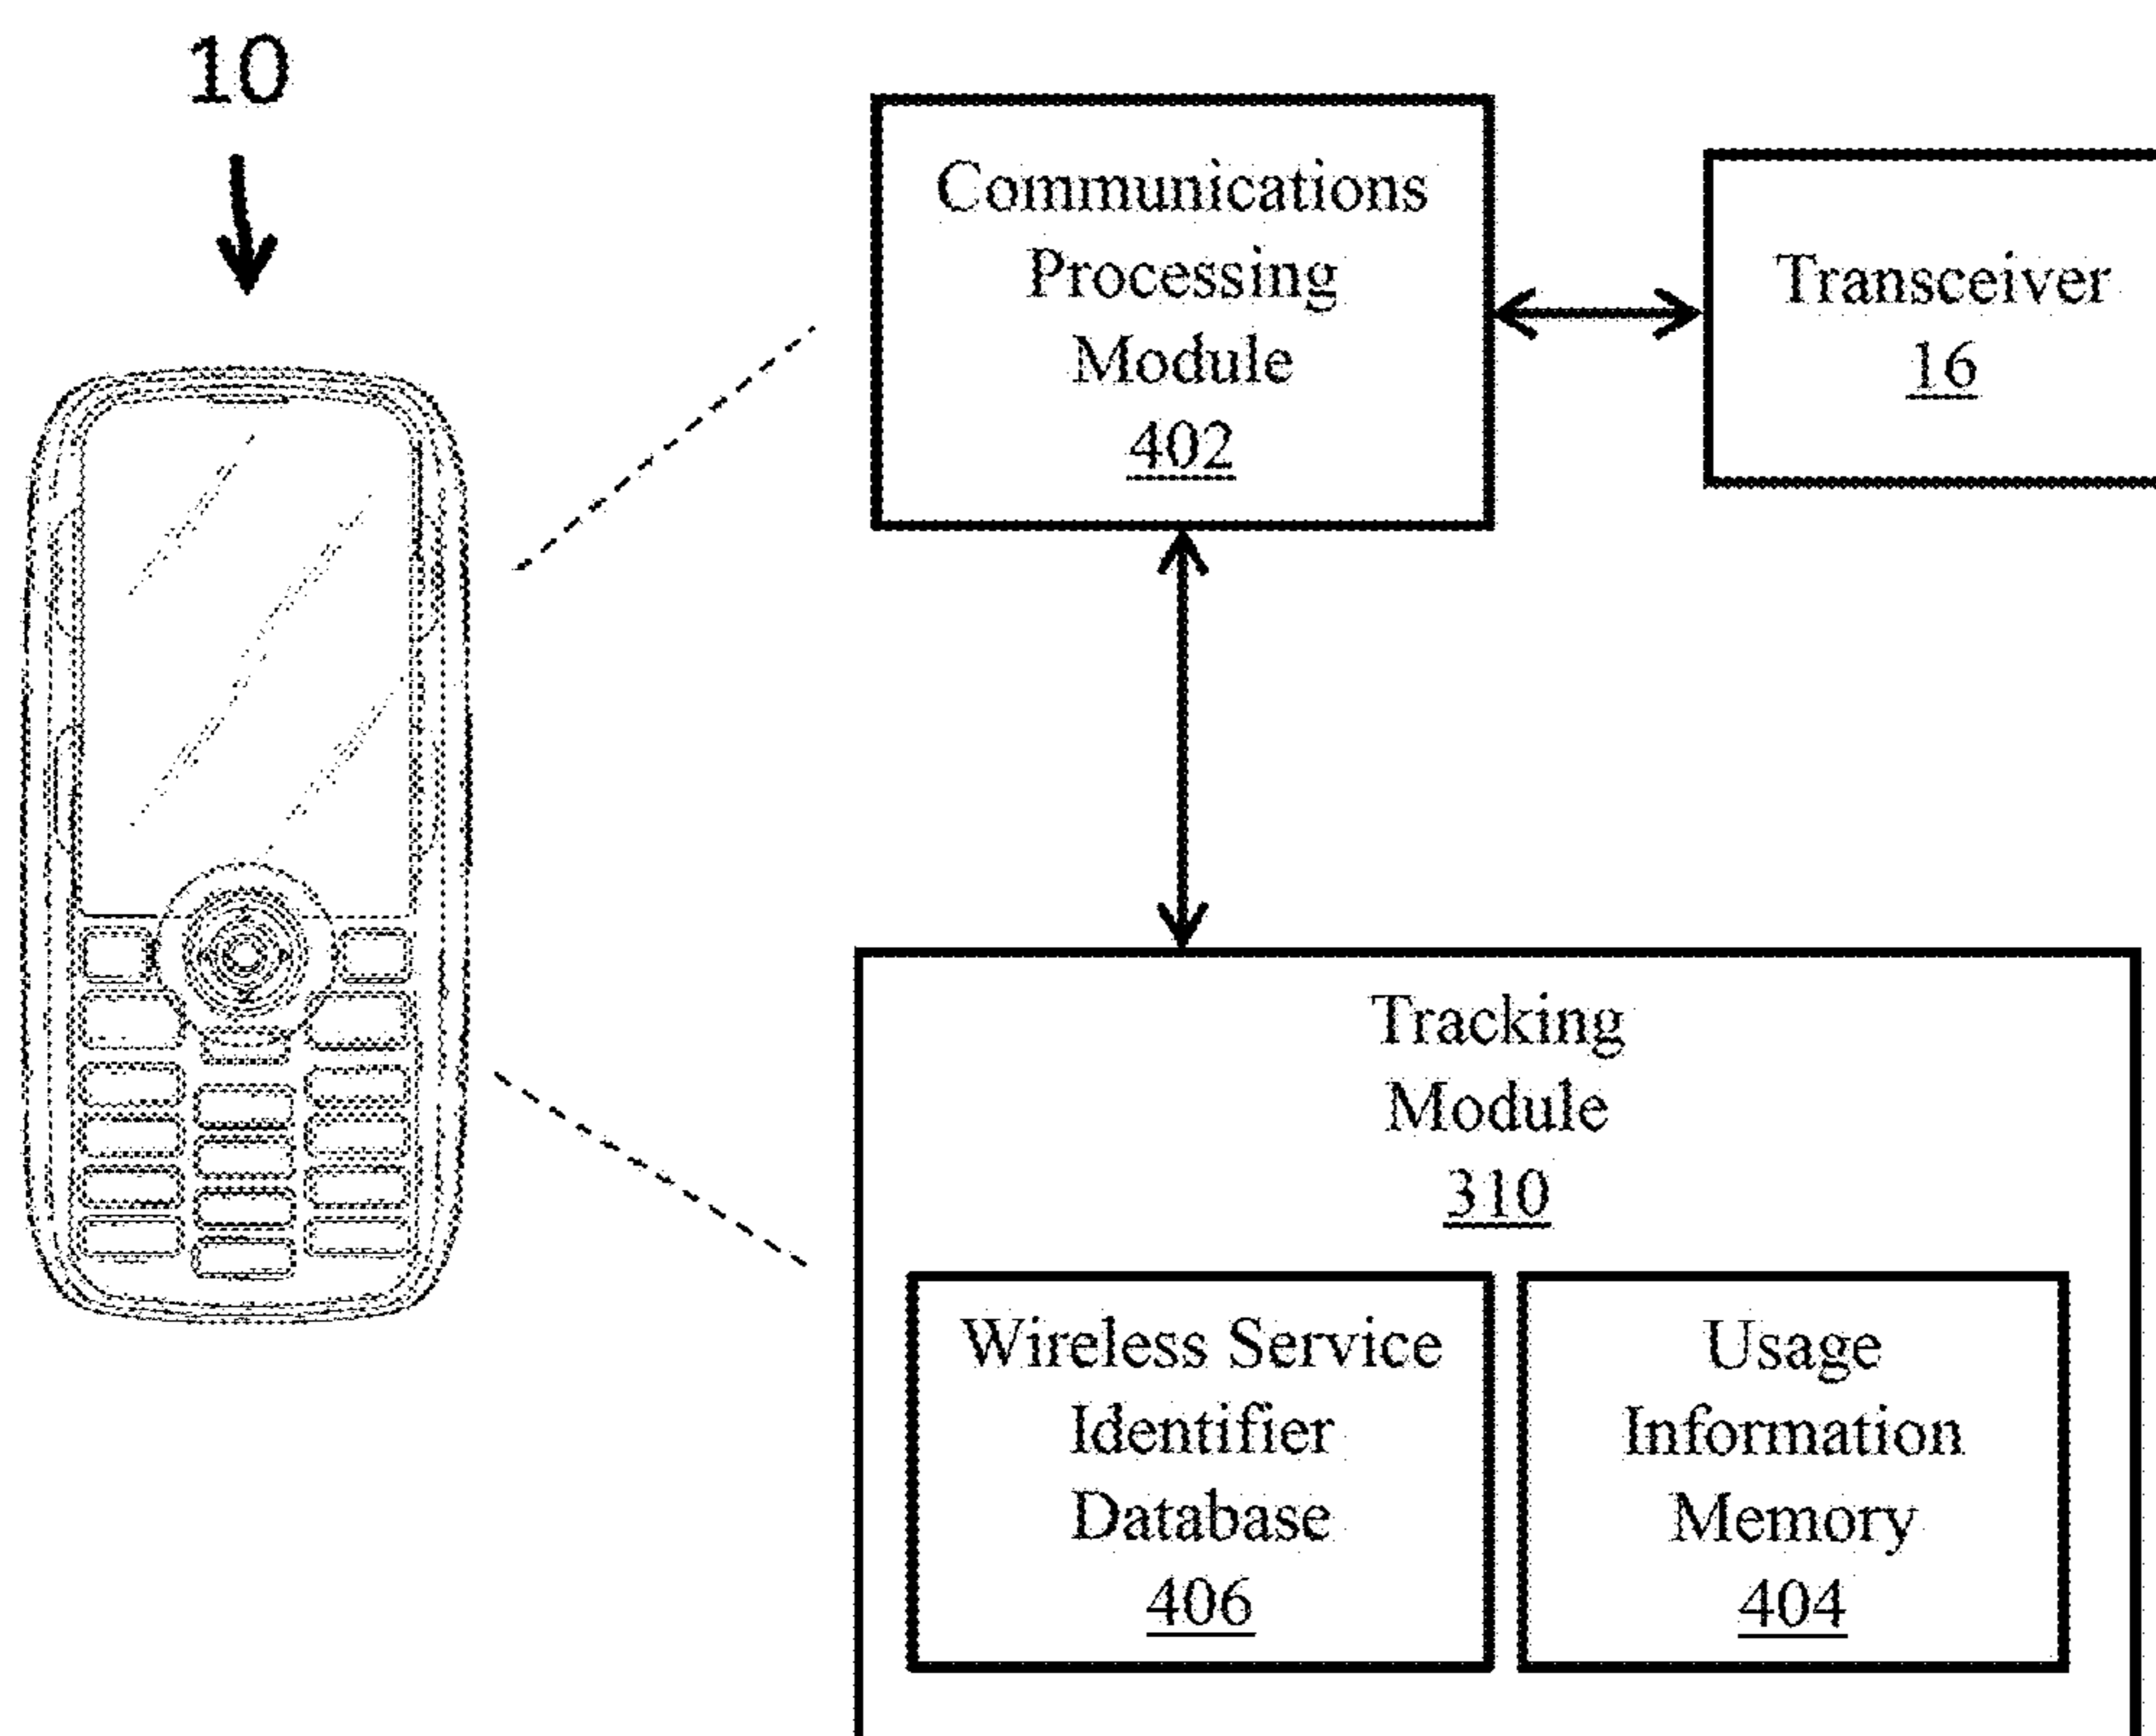 10
Communications
Processing
Module
402
Transceiver
16
Tracking
Module
310
Wireless Service
Identifier
Database
406
Usage
Information
Memory
404